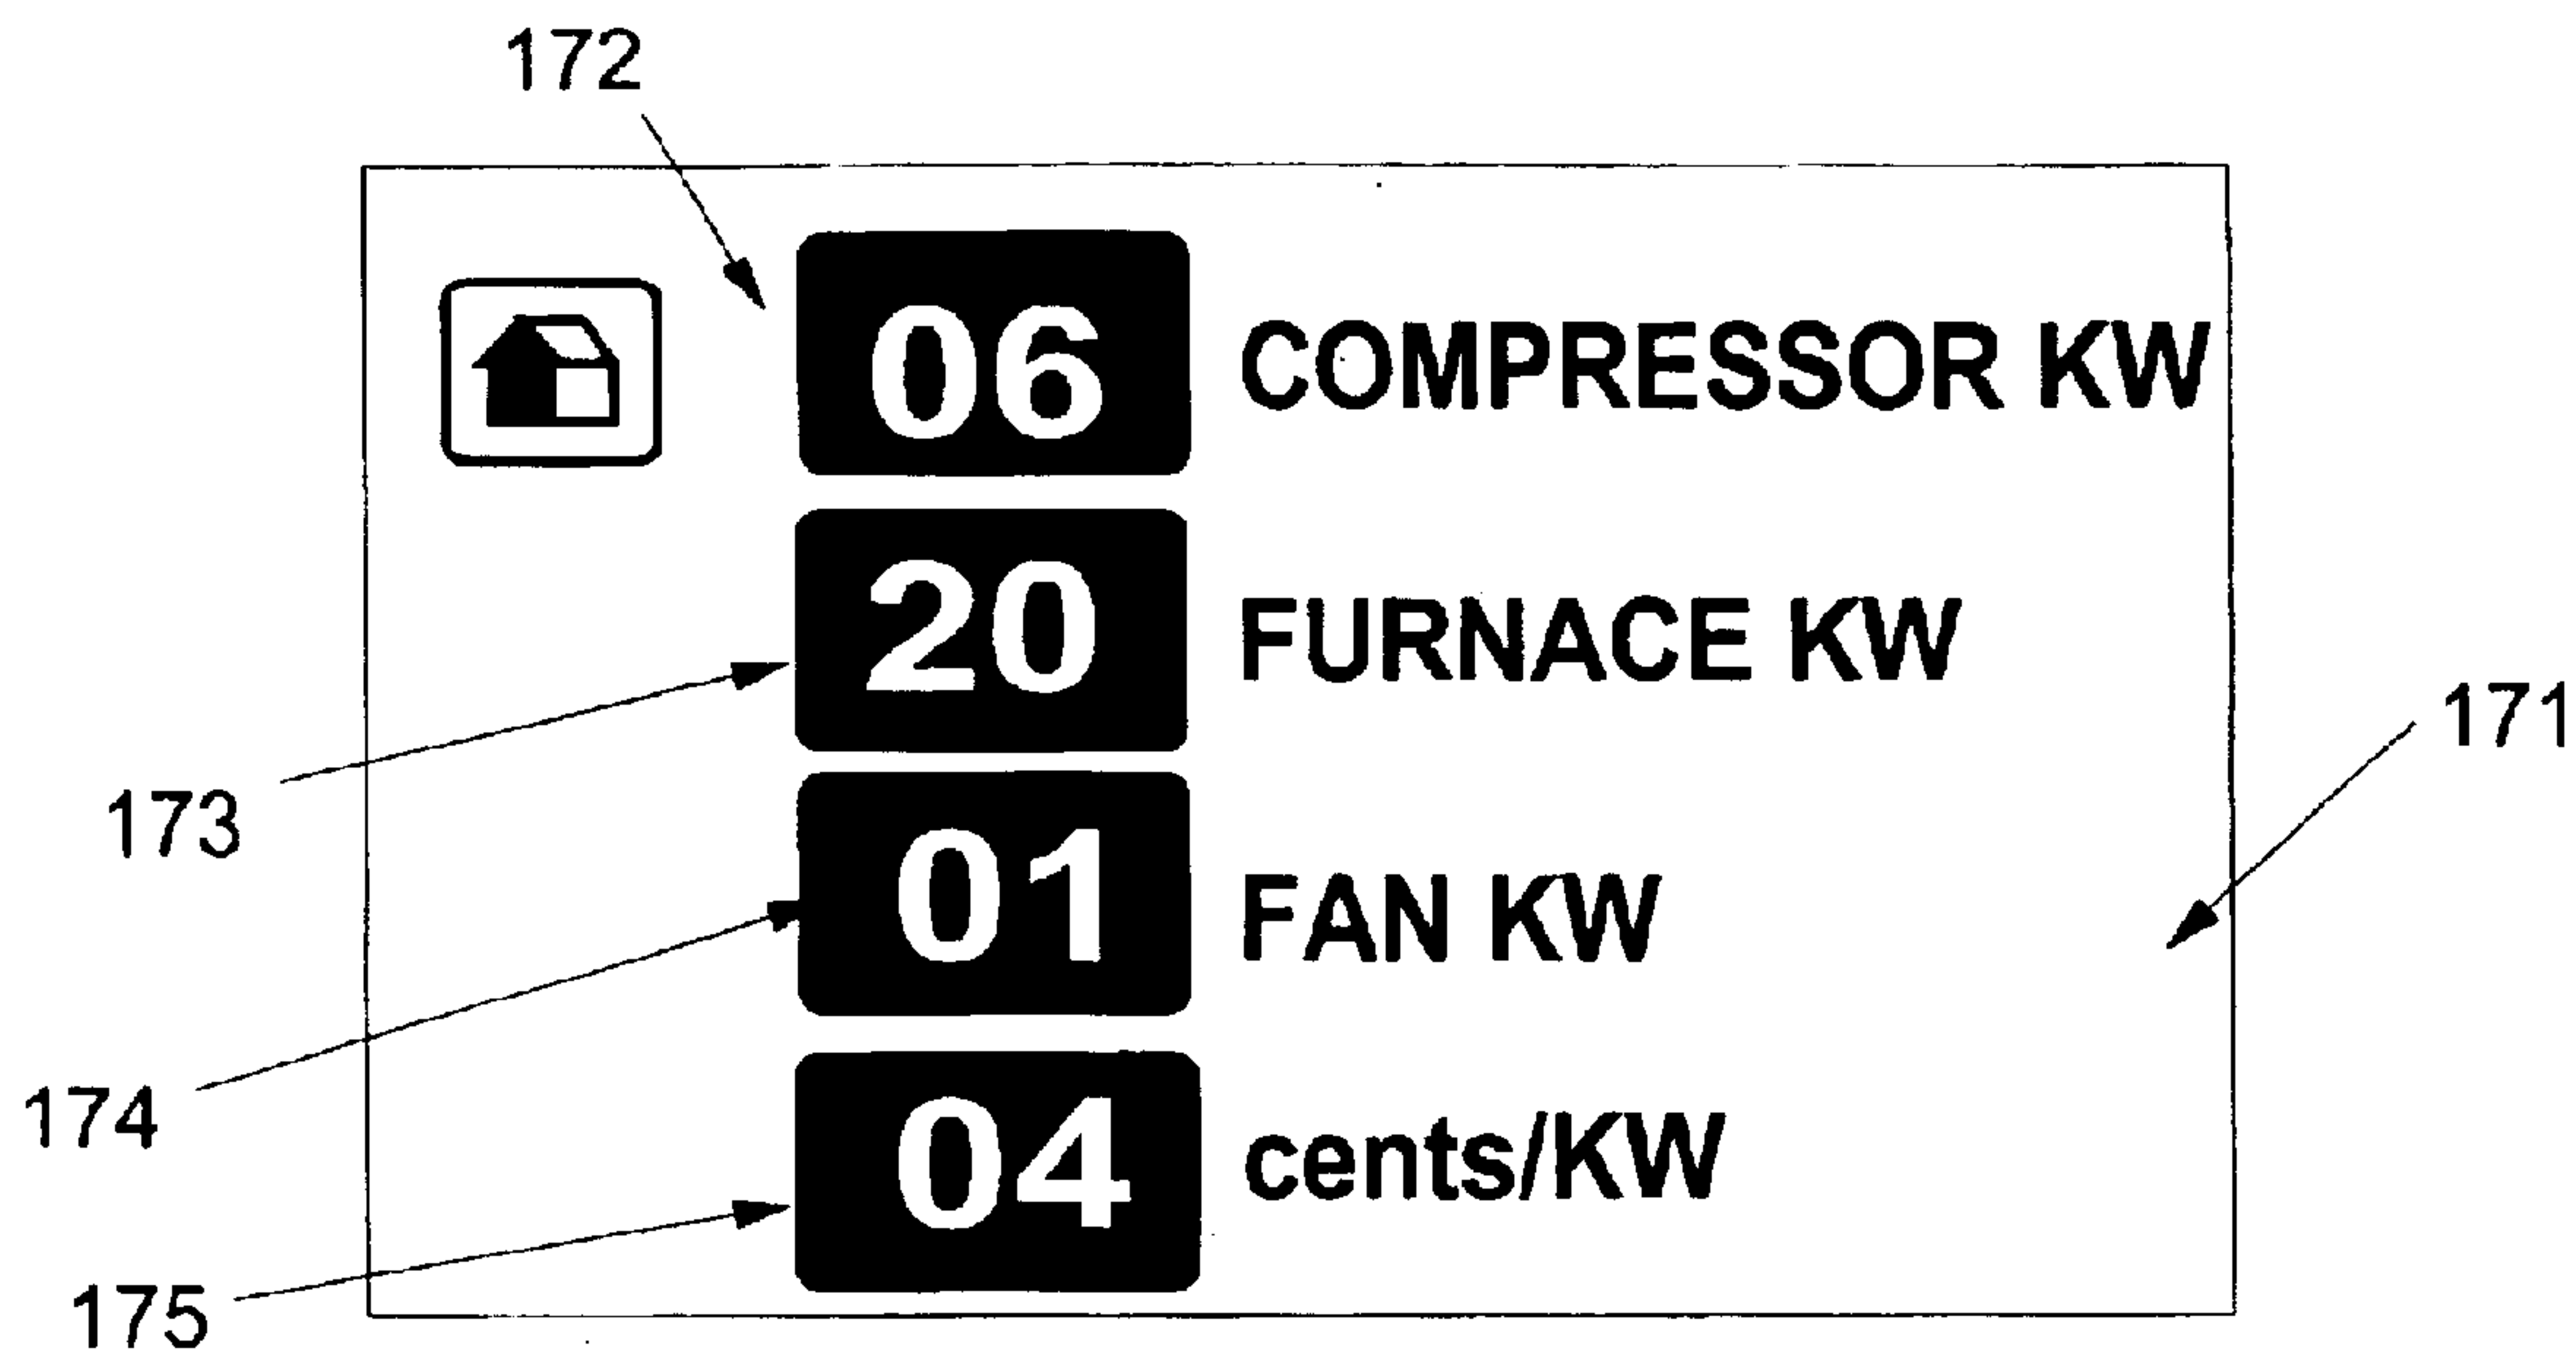 172
06 COMPRESSOR KW
20 FURNACE KW
171
173
01 FAN KW
174
04 cents/KW
175